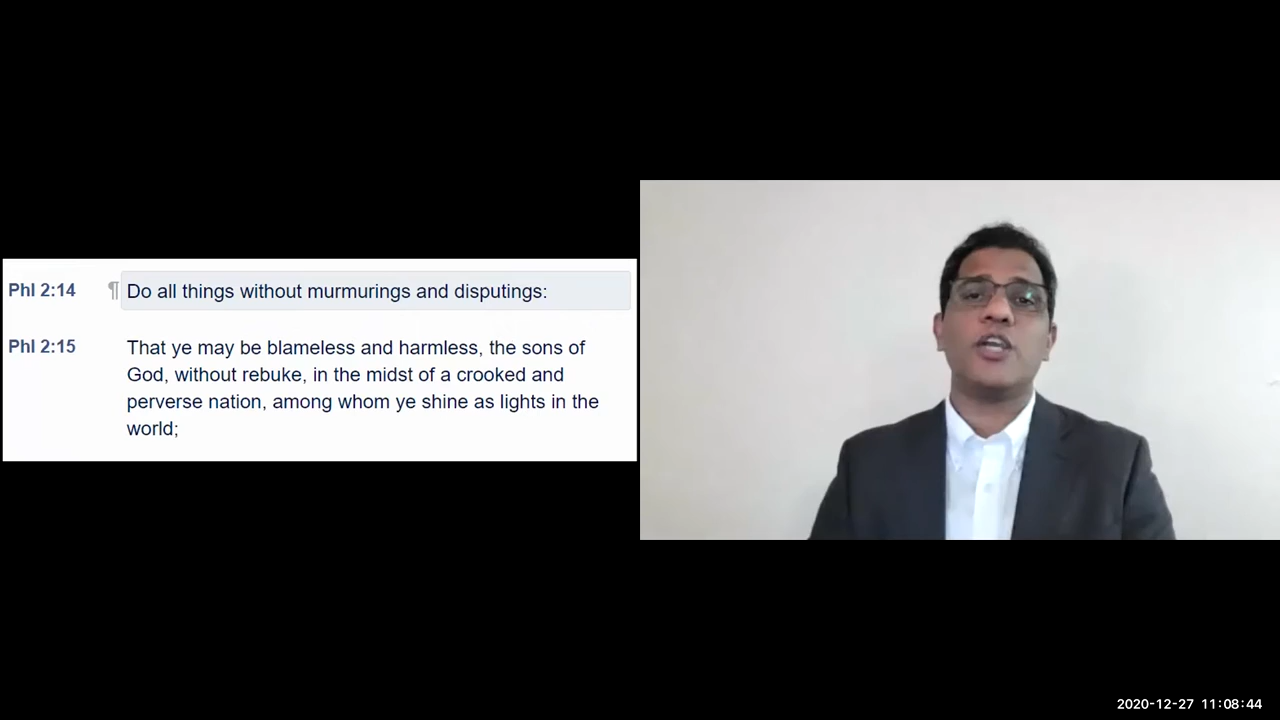 Phl 2:14 ¶ Do all things without murmurings and disputings:
Phl 2:15 That ye may be blameless and harmless, the sons of
God, without rebuke, in the midst of a crooked and
perverse nation, among whom ye shine as lights in the
world;
2020-12-27 11:08:44